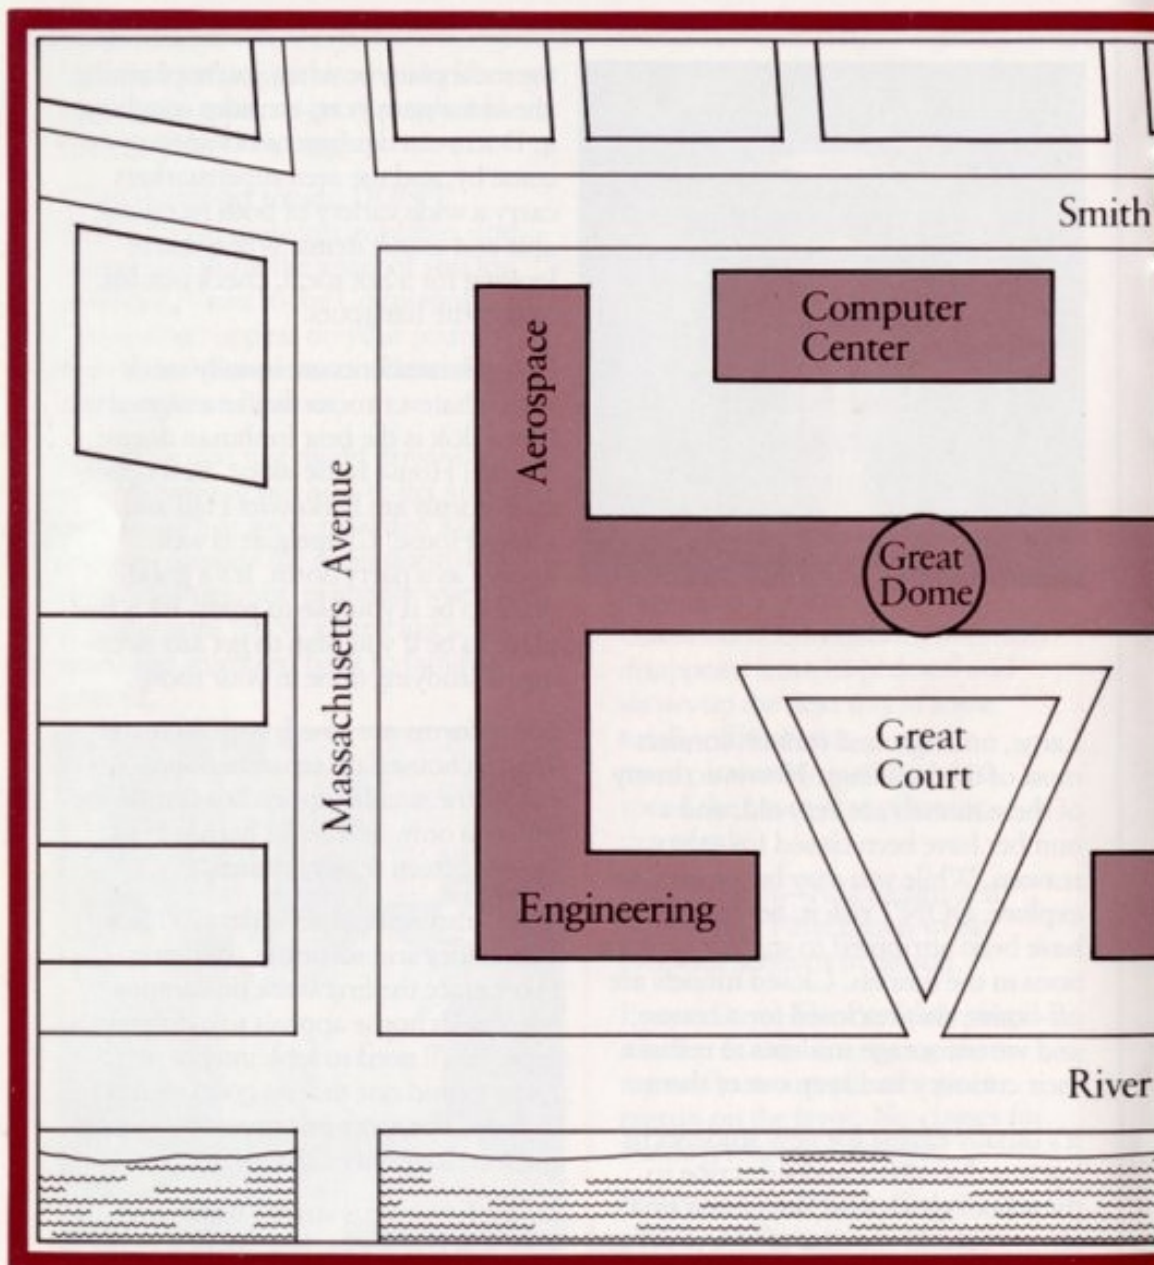 Smith
Computer
Center
Aerospace
Massachusetts Avenue
Great
Dome
Great
Court
Engineering
River